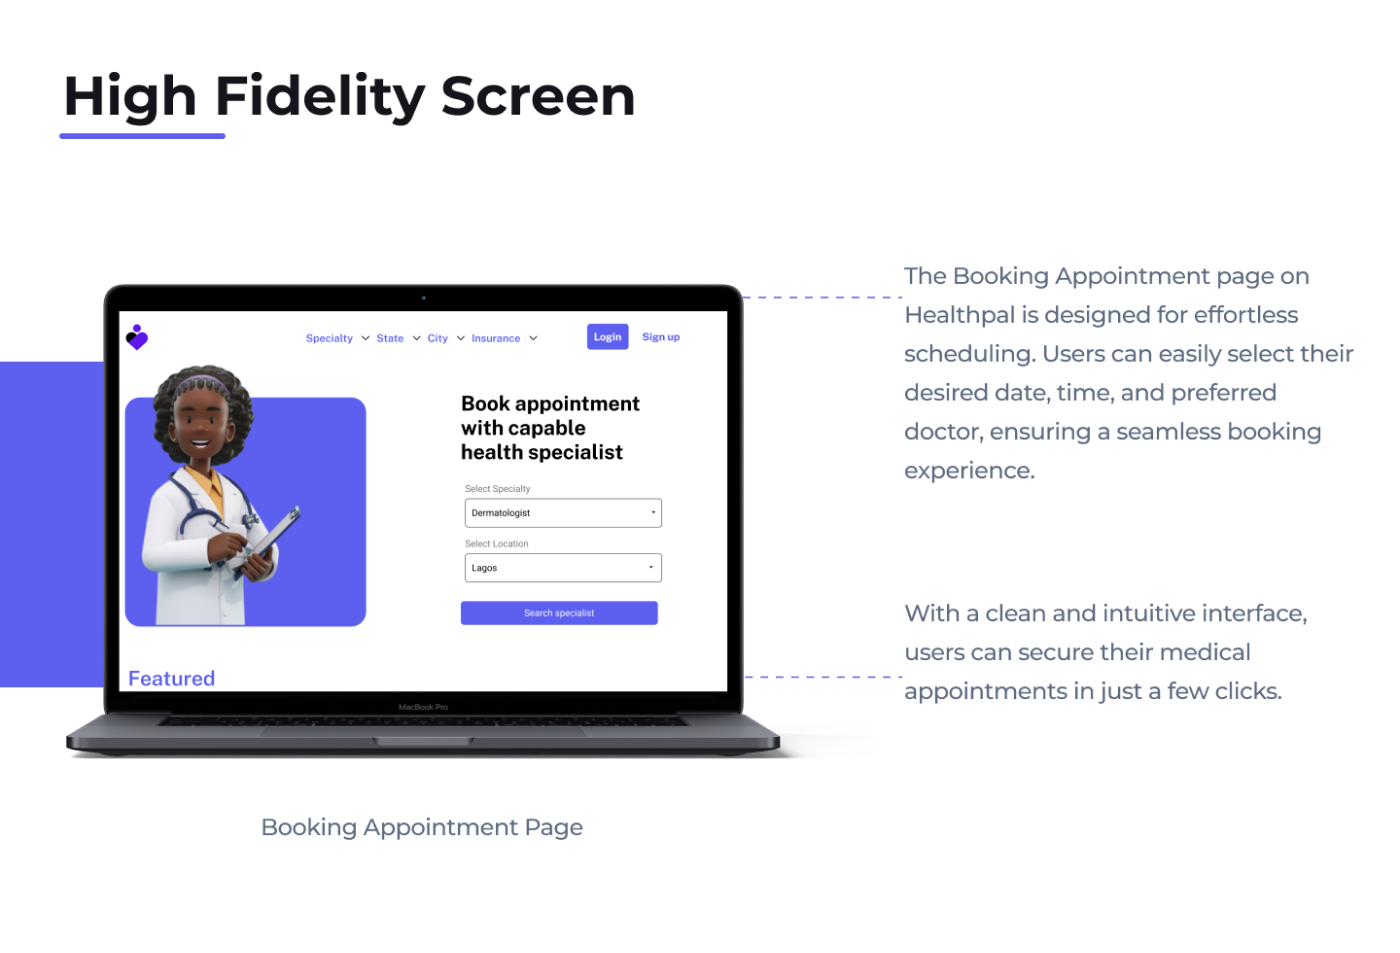 High Fidelity Screen
Specialty State City Insurance Login Sign up
Book appointment
with capable
health specialist
Select Specialty
Dermatologist
Select Location
Lagos
Search specialist
Featured
MacBook Pro
Booking Appointment Page
The Booking Appointment page on
Healthpal is designed for effortless
scheduling. Users can easily select their
desired date, time, and preferred
doctor, ensuring a seamless booking
experience.
With a clean and intuitive interface,
users can secure their medical
appointments in just a few clicks.